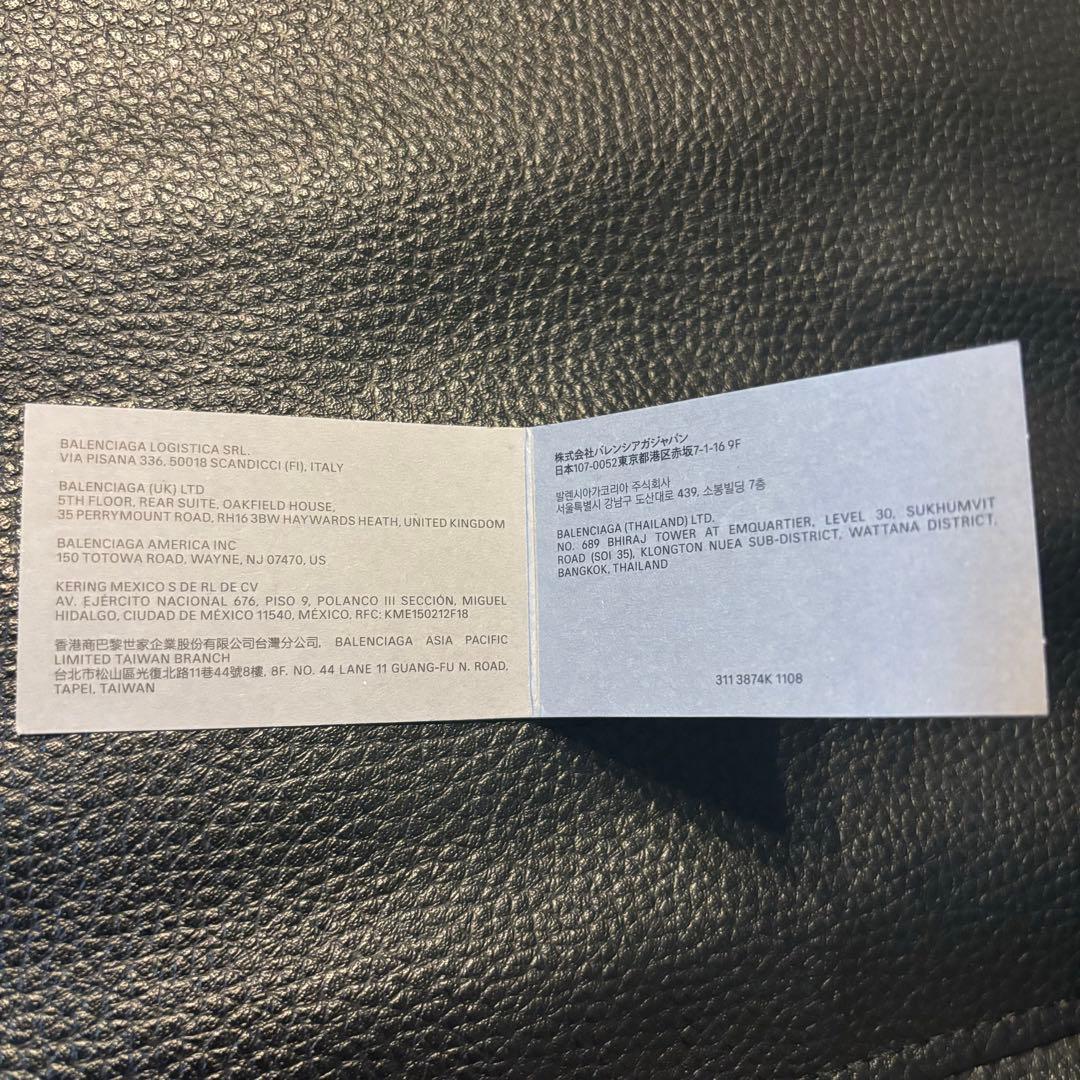 BALENCIAGA LOGISTICA SRL.
VIA PISANA 336, 50018 SCANDICCI (FI), ITALY
BALENCIAGA (UK) LTD
5TH FLOOR, REAR SUITE, OAKFIELD HOUSE,
35 PERRYMOUNT ROAD, RH16 3BW HAYWARDS HEATH, UNITED KINGDOM
BALENCIAGA AMERICA INC
150 TOTOWA ROAD, WAYNE, NJ 07470, US
KERING MEXICO S DE RL DE CV
AV. EJÉRCITO NACIONAL 676, PISO 9, POLANCO III SECCIÓN, MIGUEL
HIDALGO, CIUDAD DE MÉXICO 11540, MÉXICO. RFC: KME150212F18
香港商巴黎世家企業股份有限公司台灣分公司, BALENCIAGA ASIA PACIFIC
LIMITED TAIWAN BRANCH
台北市松山區光復北路11巷44號8樓, 8F. NO. 44 LANE 11 GUANG-FU N. ROAD,
TAPEI, TAIWAN
株式会社バレンシアガジャパン
日本107-0052東京都港区赤坂7-1-16 9F
발렌시아가코리아 주식회사
서울특별시 강남구 도산대로 439, 소봉빌딩 7층
BALENCIAGA (THAILAND) LTD.
NO. 689 BHIRAJ TOWER AT EMQUARTIER, LEVEL 30, SUKHUMVIT
ROAD (SOI 35), KLONGTON NUEA SUB-DISTRICT, WATTANA DISTRICT,
BANGKOK, THAILAND
311 3874K 1108